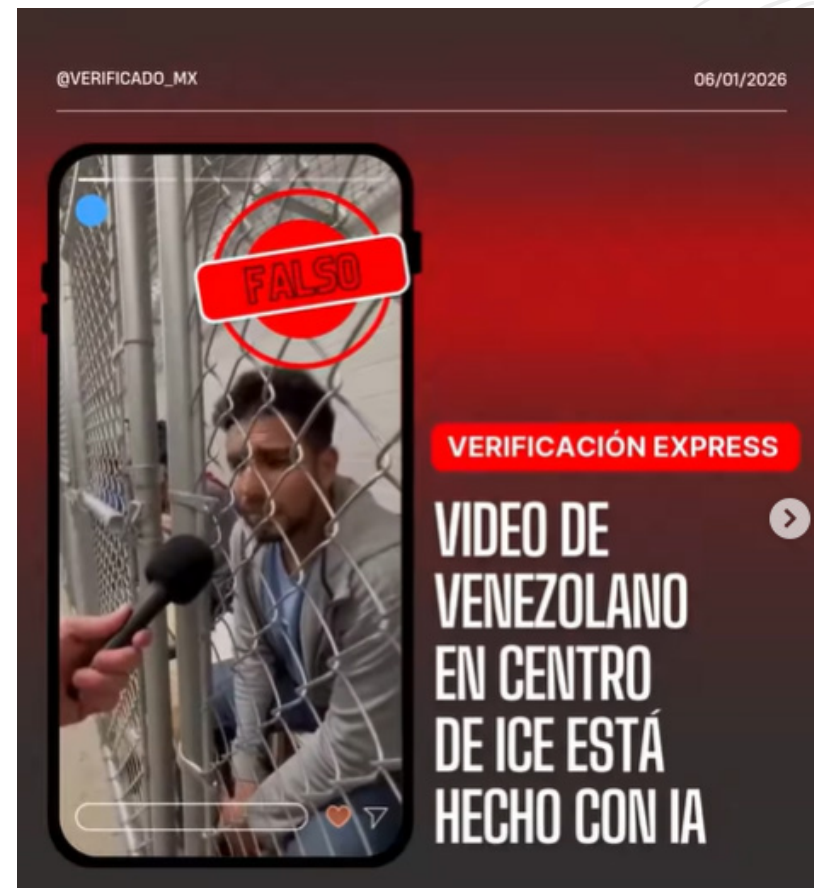 @VERIFICADO_MX
06/01/2026
FALSO
VERIFICACIÓN EXPRESS
VIDEO DE
VENEZOLANO
EN CENTRO
DE ICE ESTÁ
HECHO CON IA